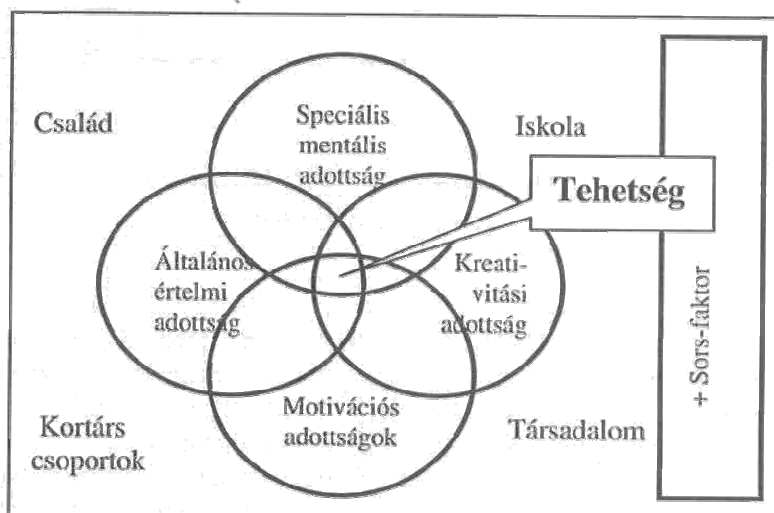 Család
Speciális
mentális
adottság
Iskola
Tehetség
Általános
értelmi
adottság
Kreati-
vitási
adottság
+ Sors-faktor
Motivációs
adottságok
Kortárs
csoportok
Társadalom